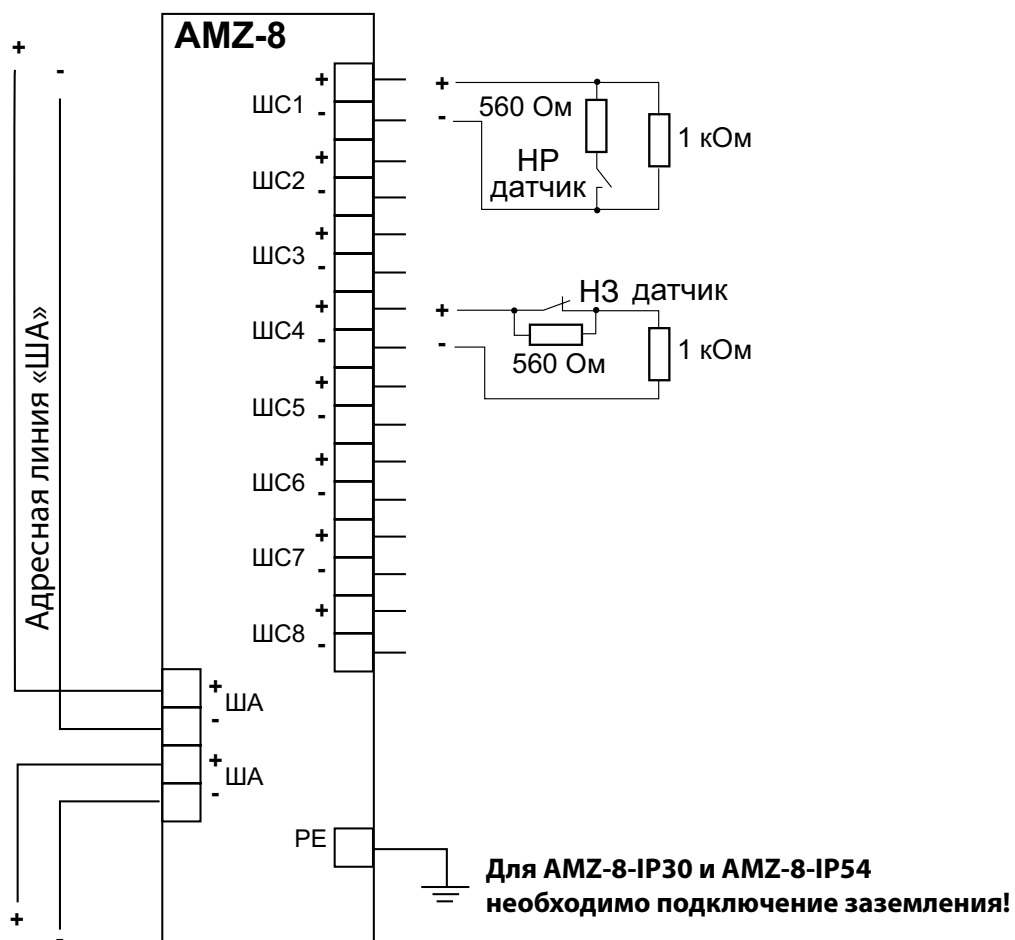 AMZ-8
+
-
+
ШС1
-
+
ШС2
-
+
ШС3
-
+
ШС4
-
+
ШС5
-
+
ШС6
-
+
ШС7
-
+
ШС8
-
Адресная линия «ША»
+
ША
-
+
ША
-
PE
+
-
+
-
560 Ом
НР
датчик
1 кОм
+
-
НЗ датчик
560 Ом
1 кОм
Для AMZ-8-IP30 и AMZ-8-IP54
необходимо подключение заземления!